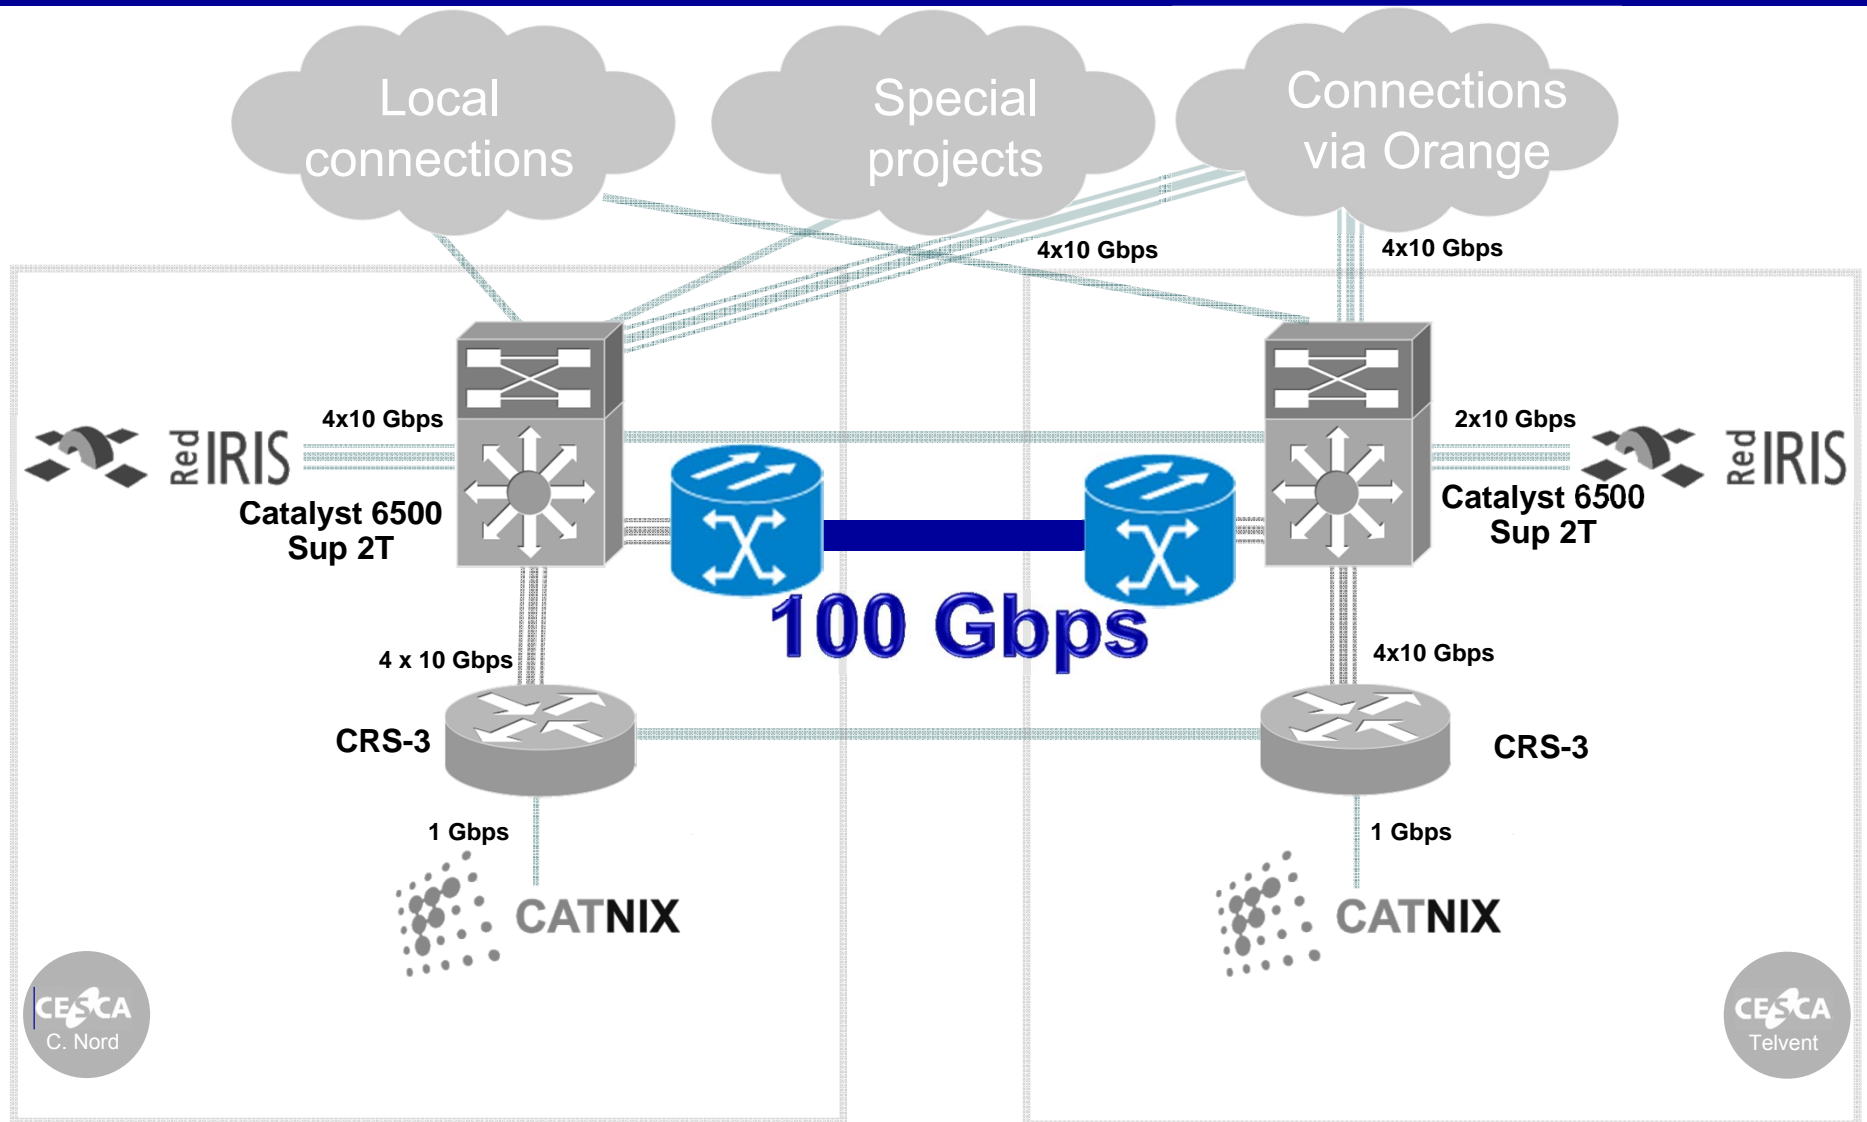 Local
connections
Special
projects
Connections
via Orange
4x10 Gbps
4x10 Gbps
4x10 Gbps
2x10 Gbps
Red IRIS
Red IRIS
Catalyst 6500
Sup 2T
Catalyst 6500
Sup 2T
100 Gbps
4 x 10 Gbps
4x10 Gbps
CRS-3
CRS-3
1 Gbps
1 Gbps
CATNIX
CATNIX
CESCA
C. Nord
CESCA
Telvent